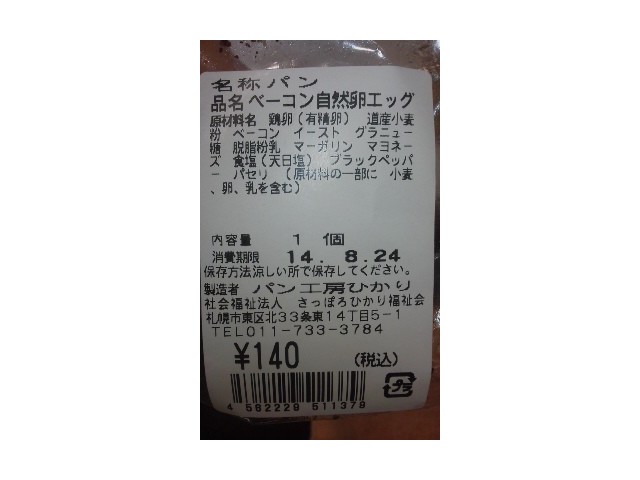 名称パン
品名 ベーコン自然卵エッグ
原材料名 鶏卵(有精卵) 道産小麦
粉 ベーコン イースト グラニュー
糖 脱脂粉乳 マーガリン マヨネー
ズ 食塩(天日塩) ブラックペッパ
ー パセリ (原材料の一部に 小麦
、卵、乳を含む)
内容量 1 個
消費期限 14. 8.24
保存方法涼しい所で保存してください。
製造者 パン工房ひかり
社会福祉法人 さっぽろひかり福祉会
札幌市東区北33条東14丁目5-1
TEL011-733-3784
¥140 (税込)
プラ
4 582229 511379